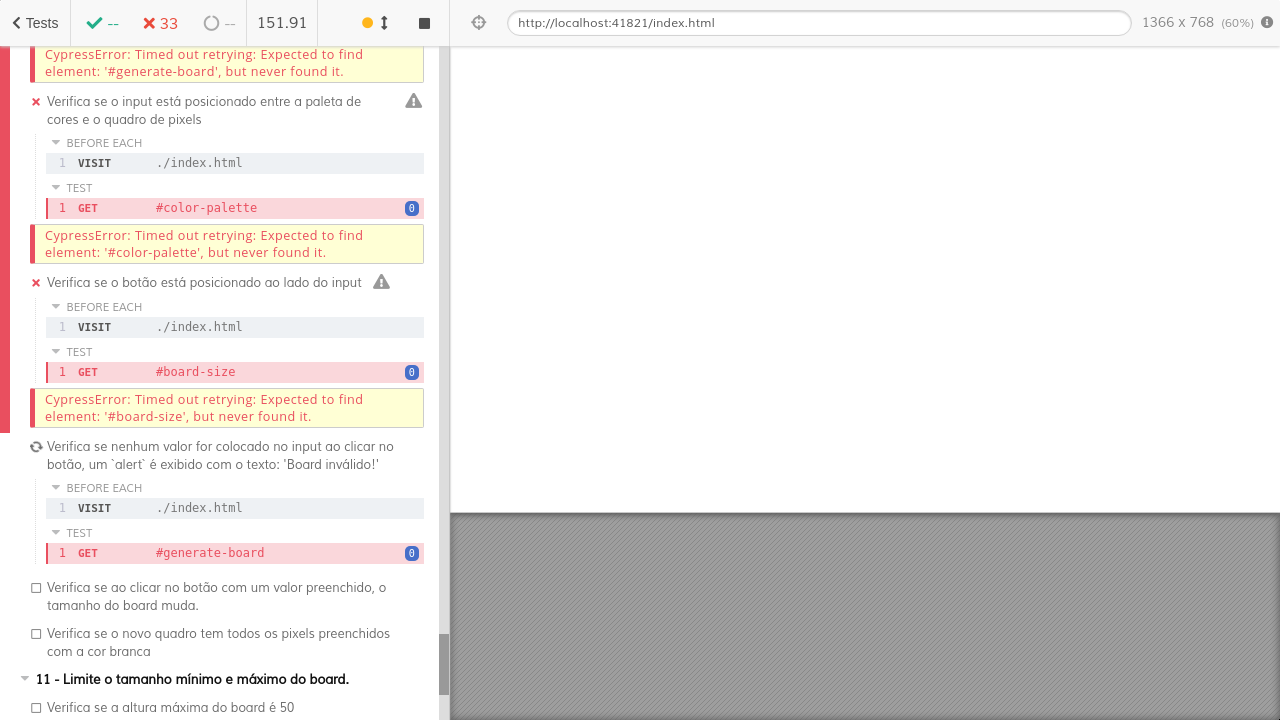 Tests -- 33 -- 151.91 http://localhost:41821/index.html 1366 x 768 (60%)
CypressError: Timed out retrying: Expected to find
element: '#generate-board', but never found it.
Verifica se o input está posicionado entre a paleta de
cores e o quadro de pixels
BEFORE EACH
1 VISIT ./index.html
TEST
1 GET #color-palette 0
CypressError: Timed out retrying: Expected to find
element: '#color-palette', but never found it.
Verifica se o botão está posicionado ao lado do input
BEFORE EACH
1 VISIT ./index.html
TEST
1 GET #board-size 0
CypressError: Timed out retrying: Expected to find
element: '#board-size', but never found it.
Verifica se nenhum valor for colocado no input ao clicar no
botão, um `alert` é exibido com o texto: 'Board inválido!'
BEFORE EACH
1 VISIT ./index.html
TEST
1 GET #generate-board 0
Verifica se ao clicar no botão com um valor preenchido, o
tamanho do board muda.
Verifica se o novo quadro tem todos os pixels preenchidos
com a cor branca
11 - Limite o tamanho mínimo e máximo do board.
Verifica se a altura máxima do board é 50